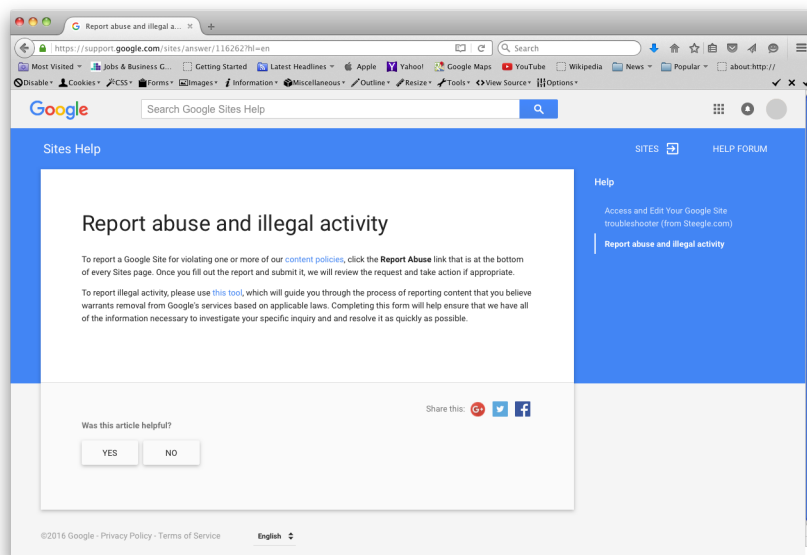 Report abuse and illegal a... × +
https://support.google.com/sites/answer/116262?hl=en Search
Most Visited Jobs & Business G... Getting Started Latest Headlines Apple Yahoo! Google Maps YouTube Wikipedia News Popular about:http://
Disable Cookies CSS Forms Images Information Miscellaneous Outline Resize Tools View Source Options
Google Search Google Sites Help
Sites Help SITES HELP FORUM
Help
Access and Edit Your Google Site
troubleshooter (from Steegle.com)
Report abuse and illegal activity
Report abuse and illegal activity
To report a Google Site for violating one or more of our content policies, click the Report Abuse link that is at the bottom
of every Sites page. Once you fill out the report and submit it, we will review the request and take action if appropriate.
To report illegal activity, please use this tool, which will guide you through the process of reporting content that you believe
warrants removal from Google's services based on applicable laws. Completing this form will help ensure that we have all
of the information necessary to investigate your specific inquiry and and resolve it as quickly as possible.
Share this: G+ f
Was this article helpful?
YES NO
©2016 Google - Privacy Policy - Terms of Service English